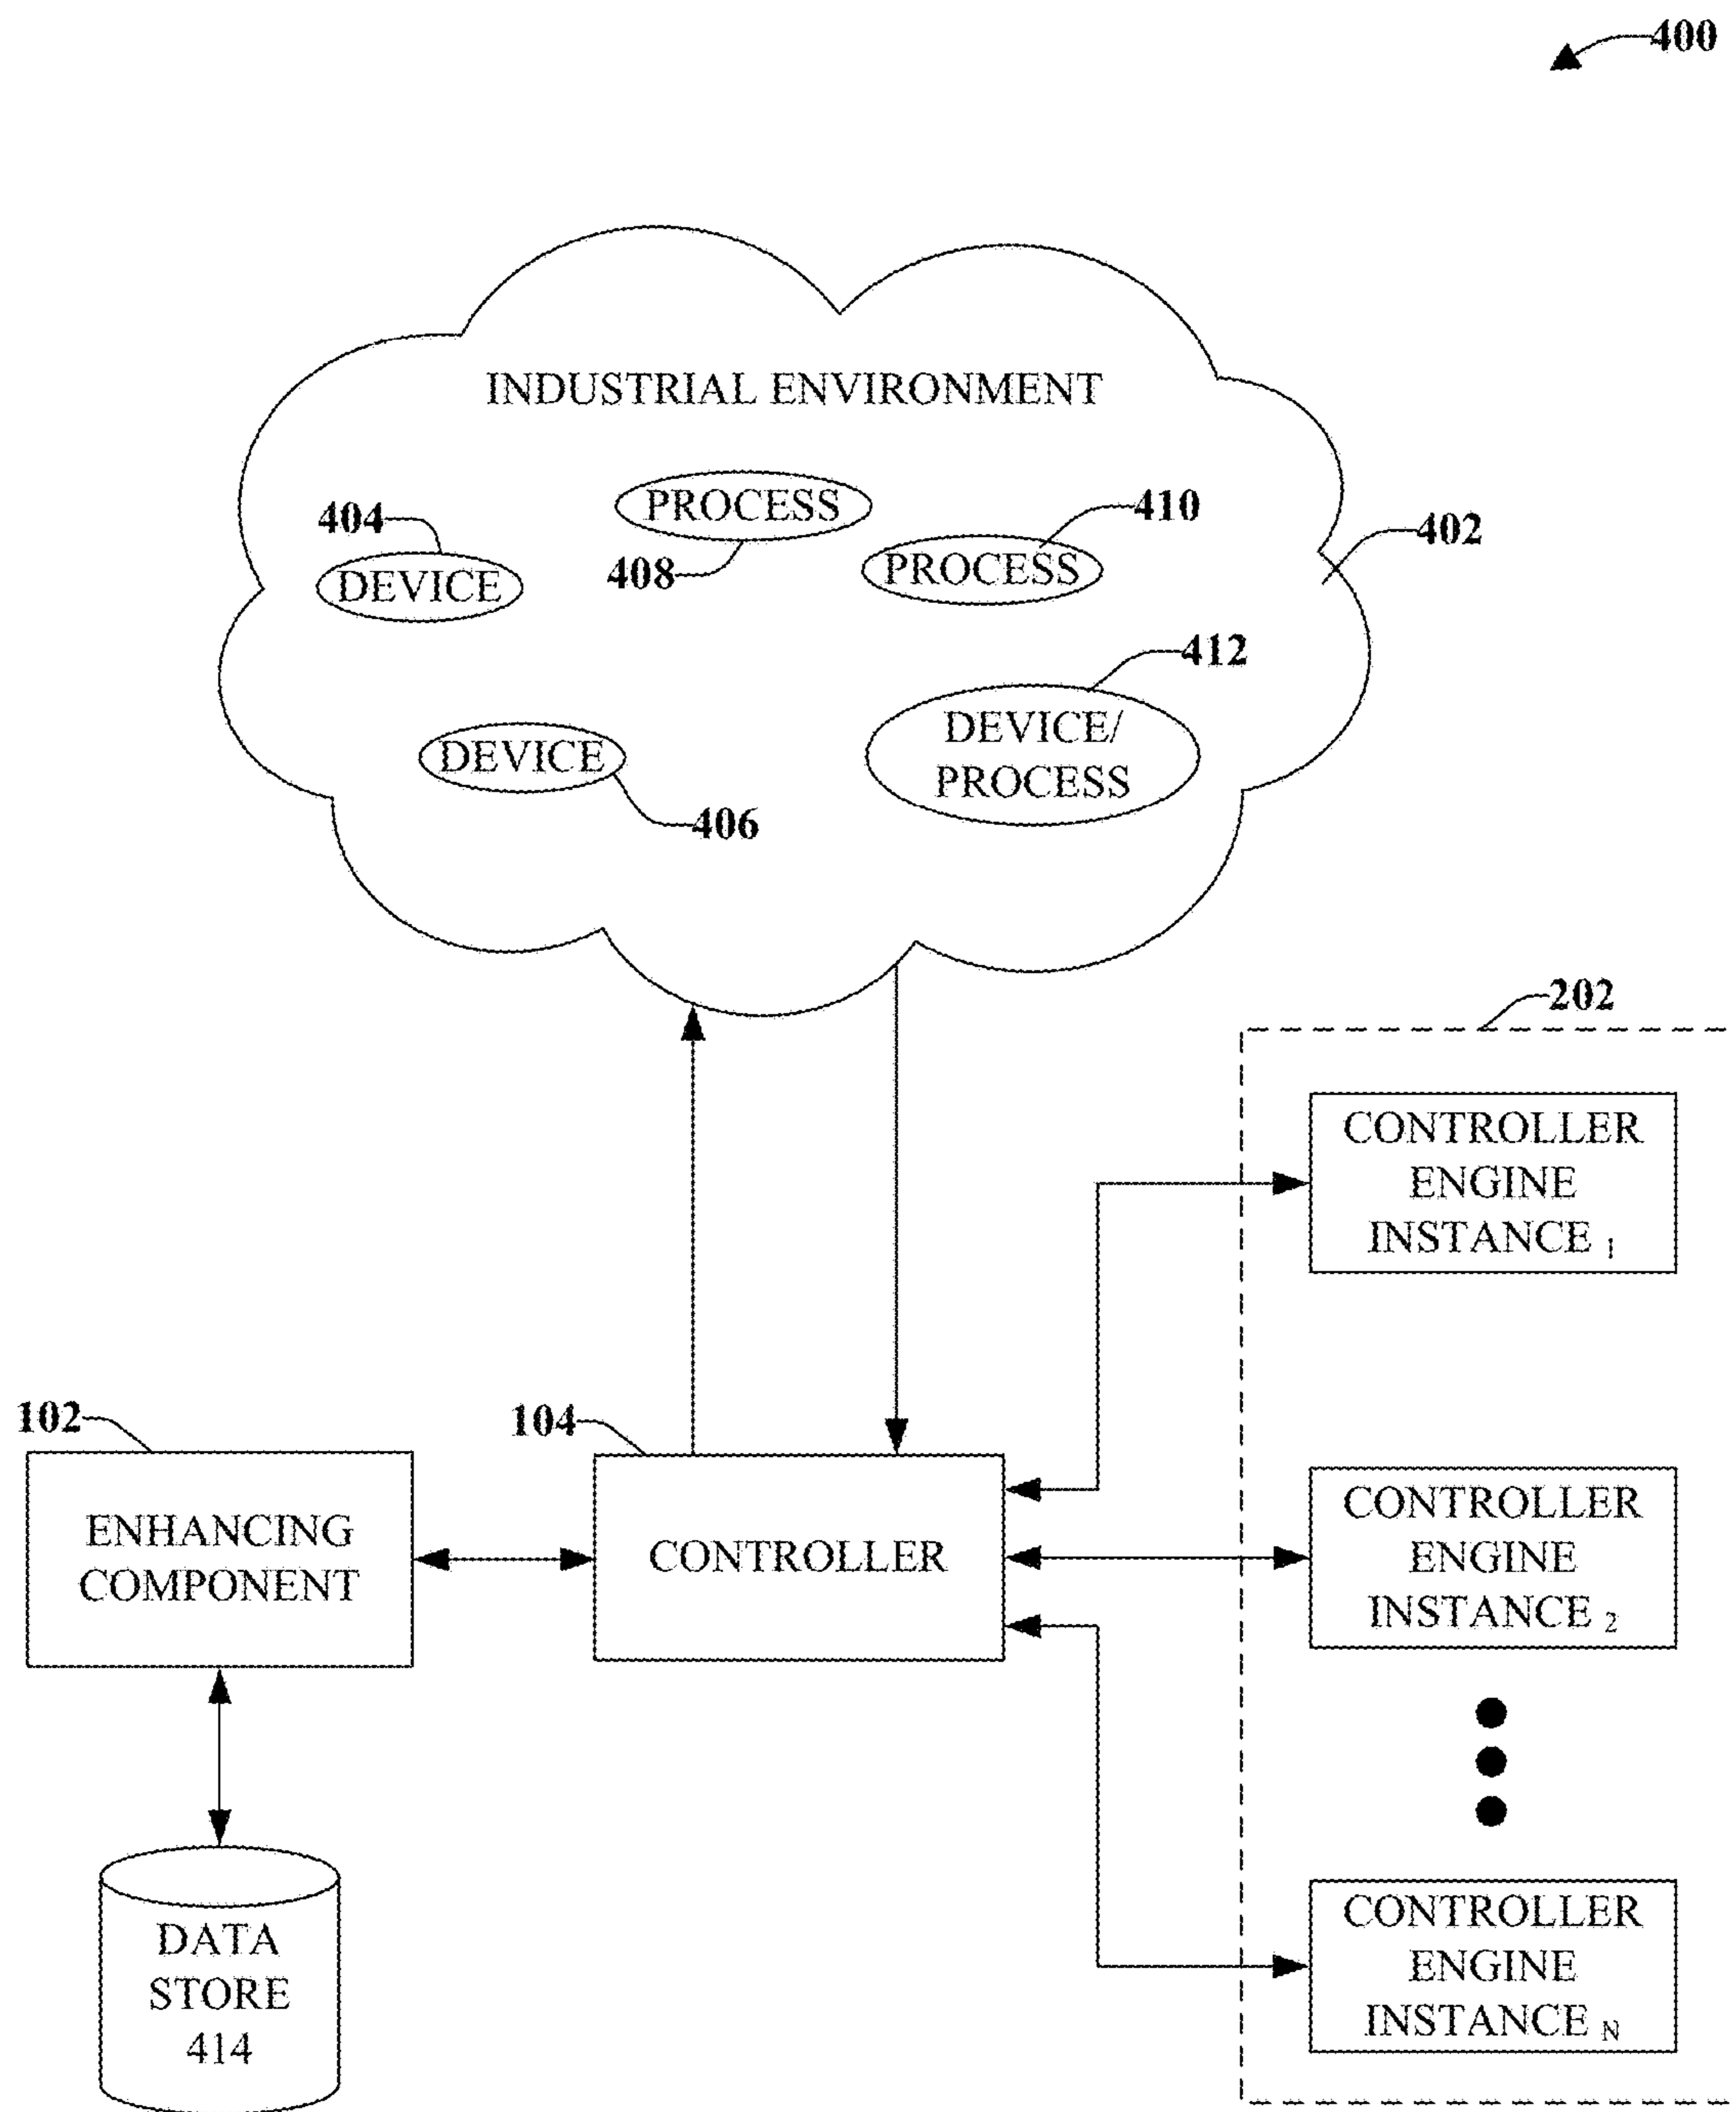 400
INDUSTRIAL ENVIRONMENT
404
DEVICE
PROCESS
408
410
PROCESS
402
412
DEVICE/
PROCESS
DEVICE
406
202
CONTROLLER
ENGINE
INSTANCE 1
102
ENHANCING
COMPONENT
104
CONTROLLER
CONTROLLER
ENGINE
INSTANCE 2
DATA
STORE
414
CONTROLLER
ENGINE
INSTANCE N